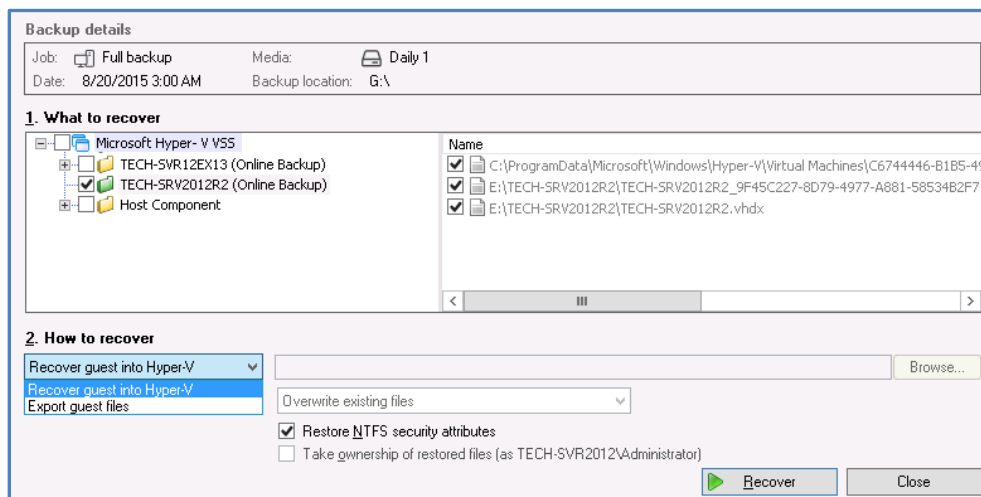 Backup details
Job: Full backup Media: Daily 1
Date: 8/20/2015 3:00 AM Backup location: G:\
1. What to recover
Microsoft Hyper- V VSS
TECH-SVR12EX13 (Online Backup)
TECH-SRV2012R2 (Online Backup)
Host Component
Name
C:\ProgramData\Microsoft\Windows\Hyper-V\Virtual Machines\C6744446-B1B5-49
E:\TECH-SRV2012R2\TECH-SRV2012R2_9F45C227-8D79-4977-A881-58534B2F7
E:\TECH-SRV2012R2\TECH-SRV2012R2.vhdx
2. How to recover
Recover guest into Hyper-V Browse...
Recover guest into Hyper-V
Export guest files
Overwrite existing files
Restore NTFS security attributes
Take ownership of restored files (as TECH-SVR2012\Administrator)
Recover Close